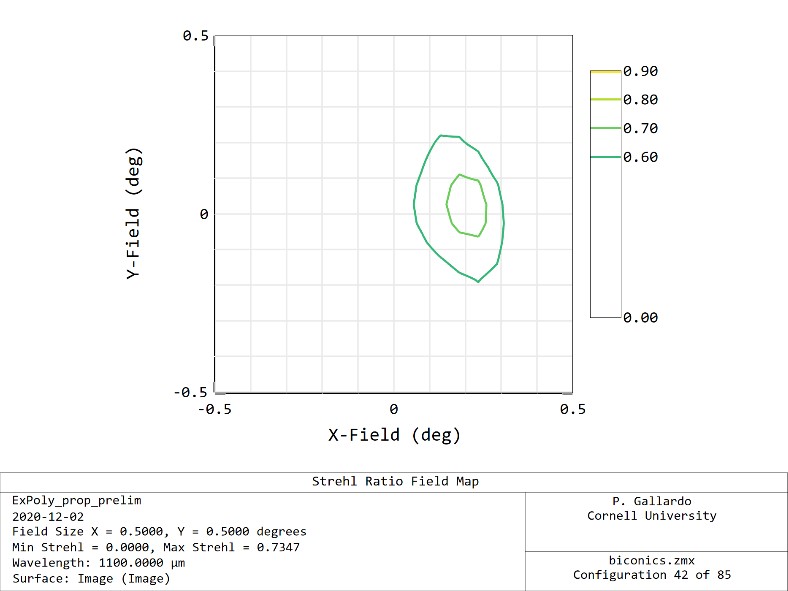 0.5
0
-0.5
Y-Field (deg)
-0.5
0
0.5
X-Field (deg)
0.90
0.80
0.70
0.60
0.00
Strehl Ratio Field Map
ExPoly_prop_prelim
2020-12-02
Field Size X = 0.5000, Y = 0.5000 degrees
Min Strehl = 0.0000, Max Strehl = 0.7347
Wavelength: 1100.0000 µm
Surface: Image (Image)
P. Gallardo
Cornell University
biconics.zmx
Configuration 42 of 85